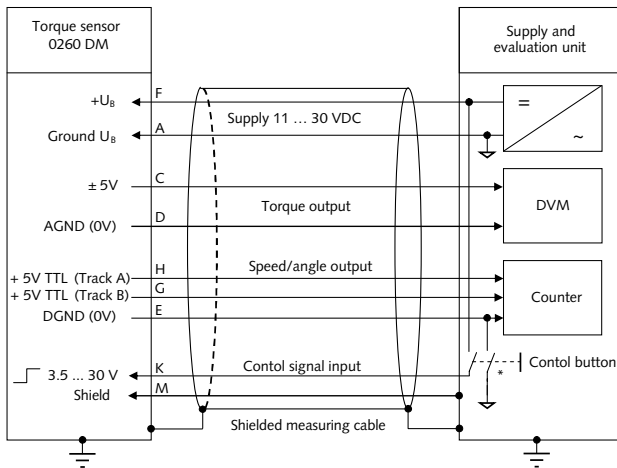 Torque sensor
0260 DM
Supply and
evaluation unit
+U_B
F
Supply 11 … 30 VDC
=
~
Ground U_B
A
± 5V
C
Torque output
DVM
AGND (0V)
D
+ 5V TTL (Track A)
H
Speed/angle output
+ 5V TTL (Track B)
G
Counter
DGND (0V)
E
3.5 ... 30 V
K
Contol signal input
*
Contol button
Shield
M
Shielded measuring cable